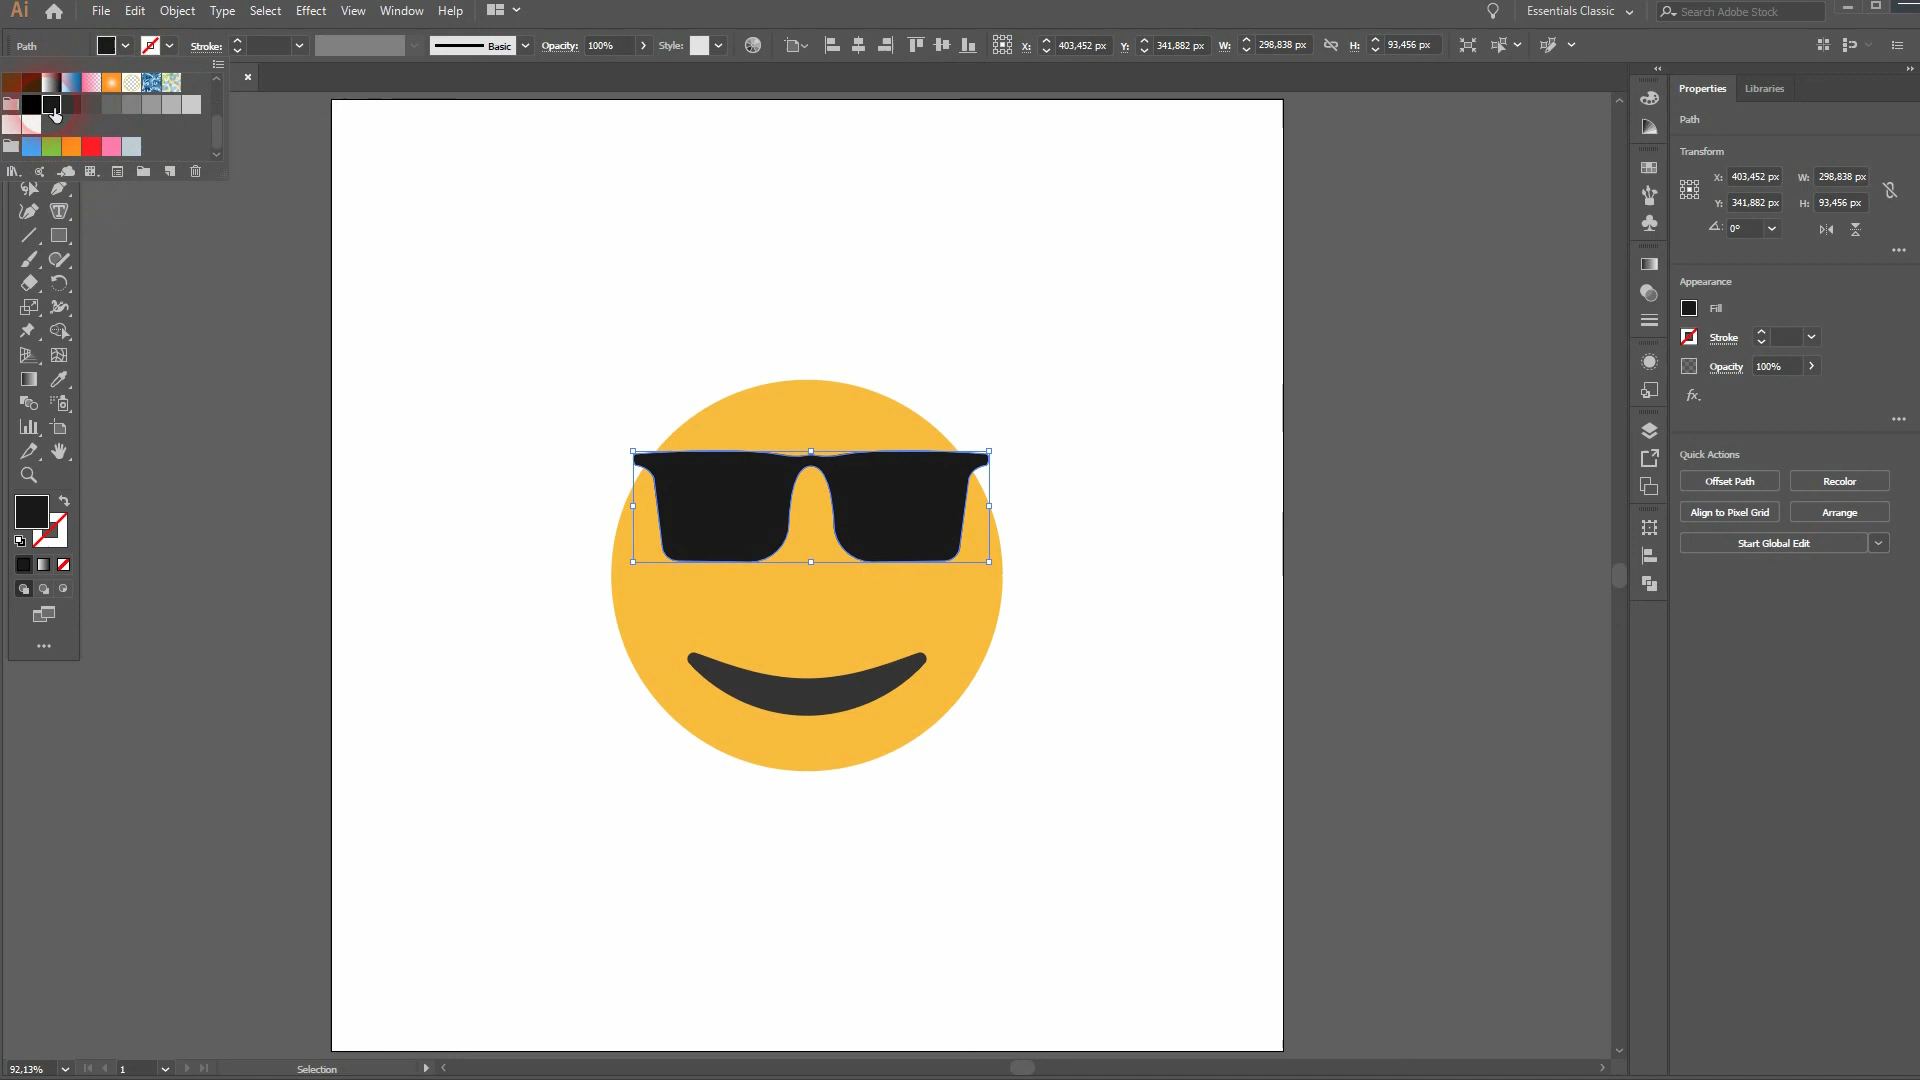 Ai File Edit Object Type Select Effect View Window Help Essentials Classic Search Adobe Stock
Path Stroke: Basic Opacity: 100% Style: X: 403,452 px Y: 341,882 px W: 298,838 px H: 93,456 px
Properties Libraries
Path
Transform
X: 403,452 px W: 298,838 px
Y: 341,882 px H: 93,456 px
0°
Appearance
Fill
Stroke
Opacity 100%
fx.
Quick Actions
Offset Path Recolor
Align to Pixel Grid Arrange
Start Global Edit
92,13% 1 Selection